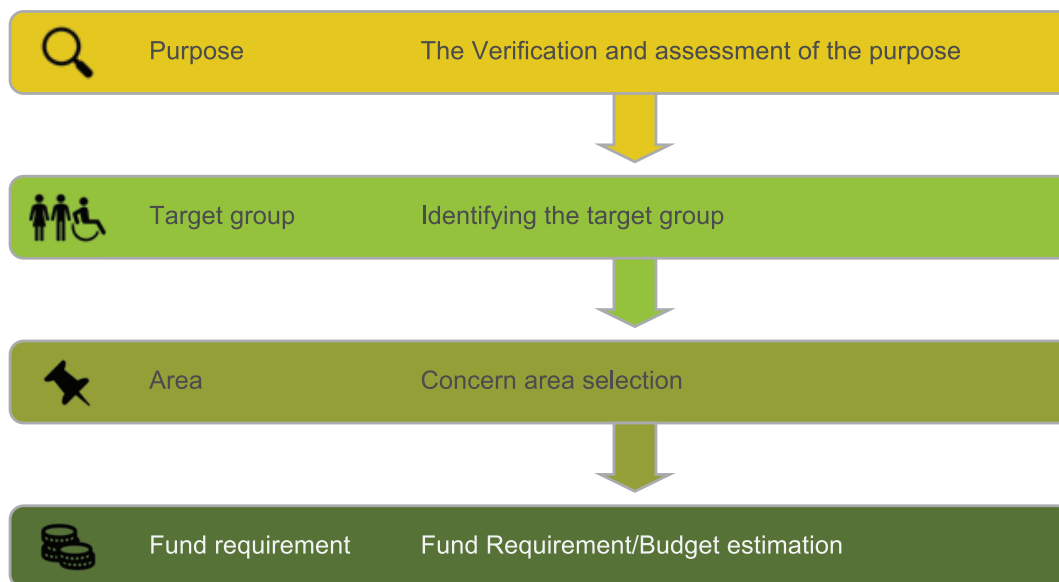 Purpose The Verification and assessment of the purpose
Target group Identifying the target group
Area Concern area selection
Fund requirement Fund Requirement/Budget estimation